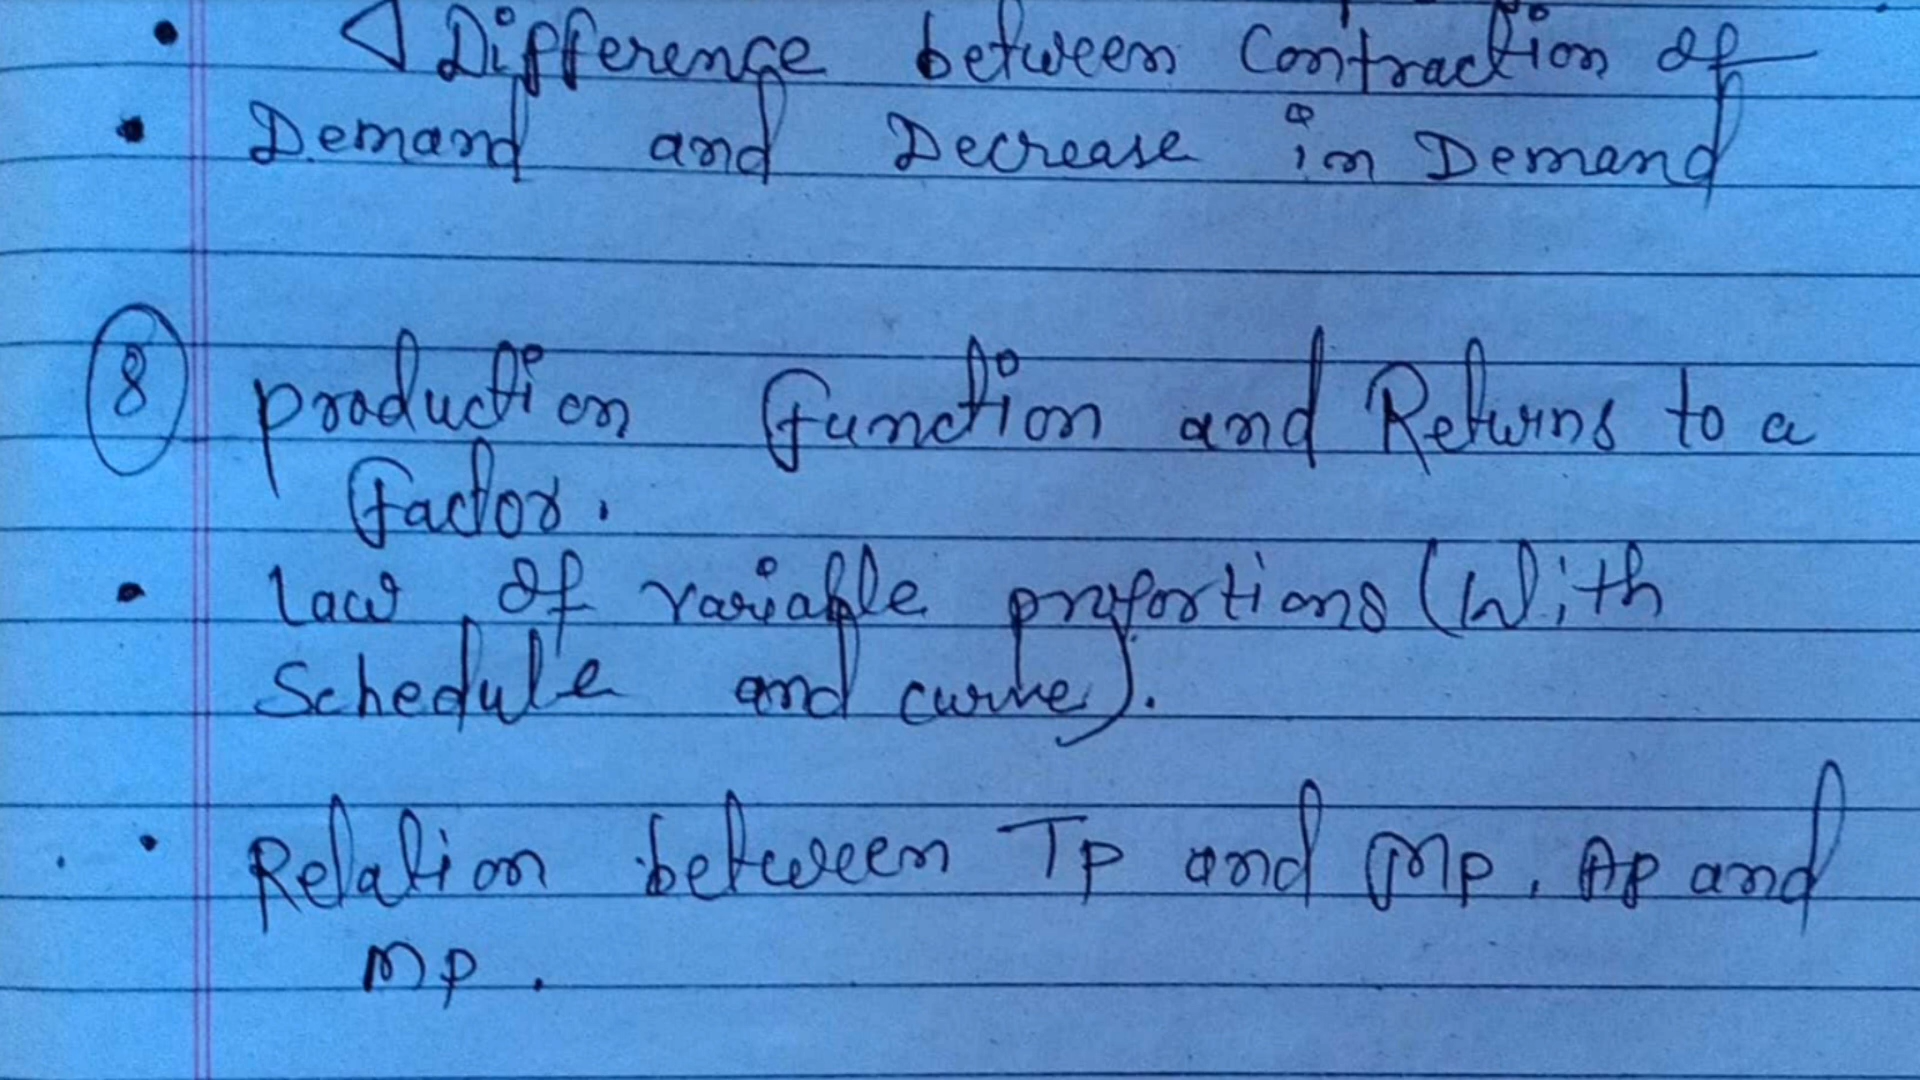 Difference between Contraction of
Demand and Decrease in Demand
8 production function and Returns to a
factor.
law of variable proportions (With
Schedule and curve).
Relation between TP and MP, AP and
MP.